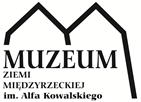 MUZEUM
ZIEMI
MIĘDZYRZECKIEJ
im. Alfa Kowalskiego